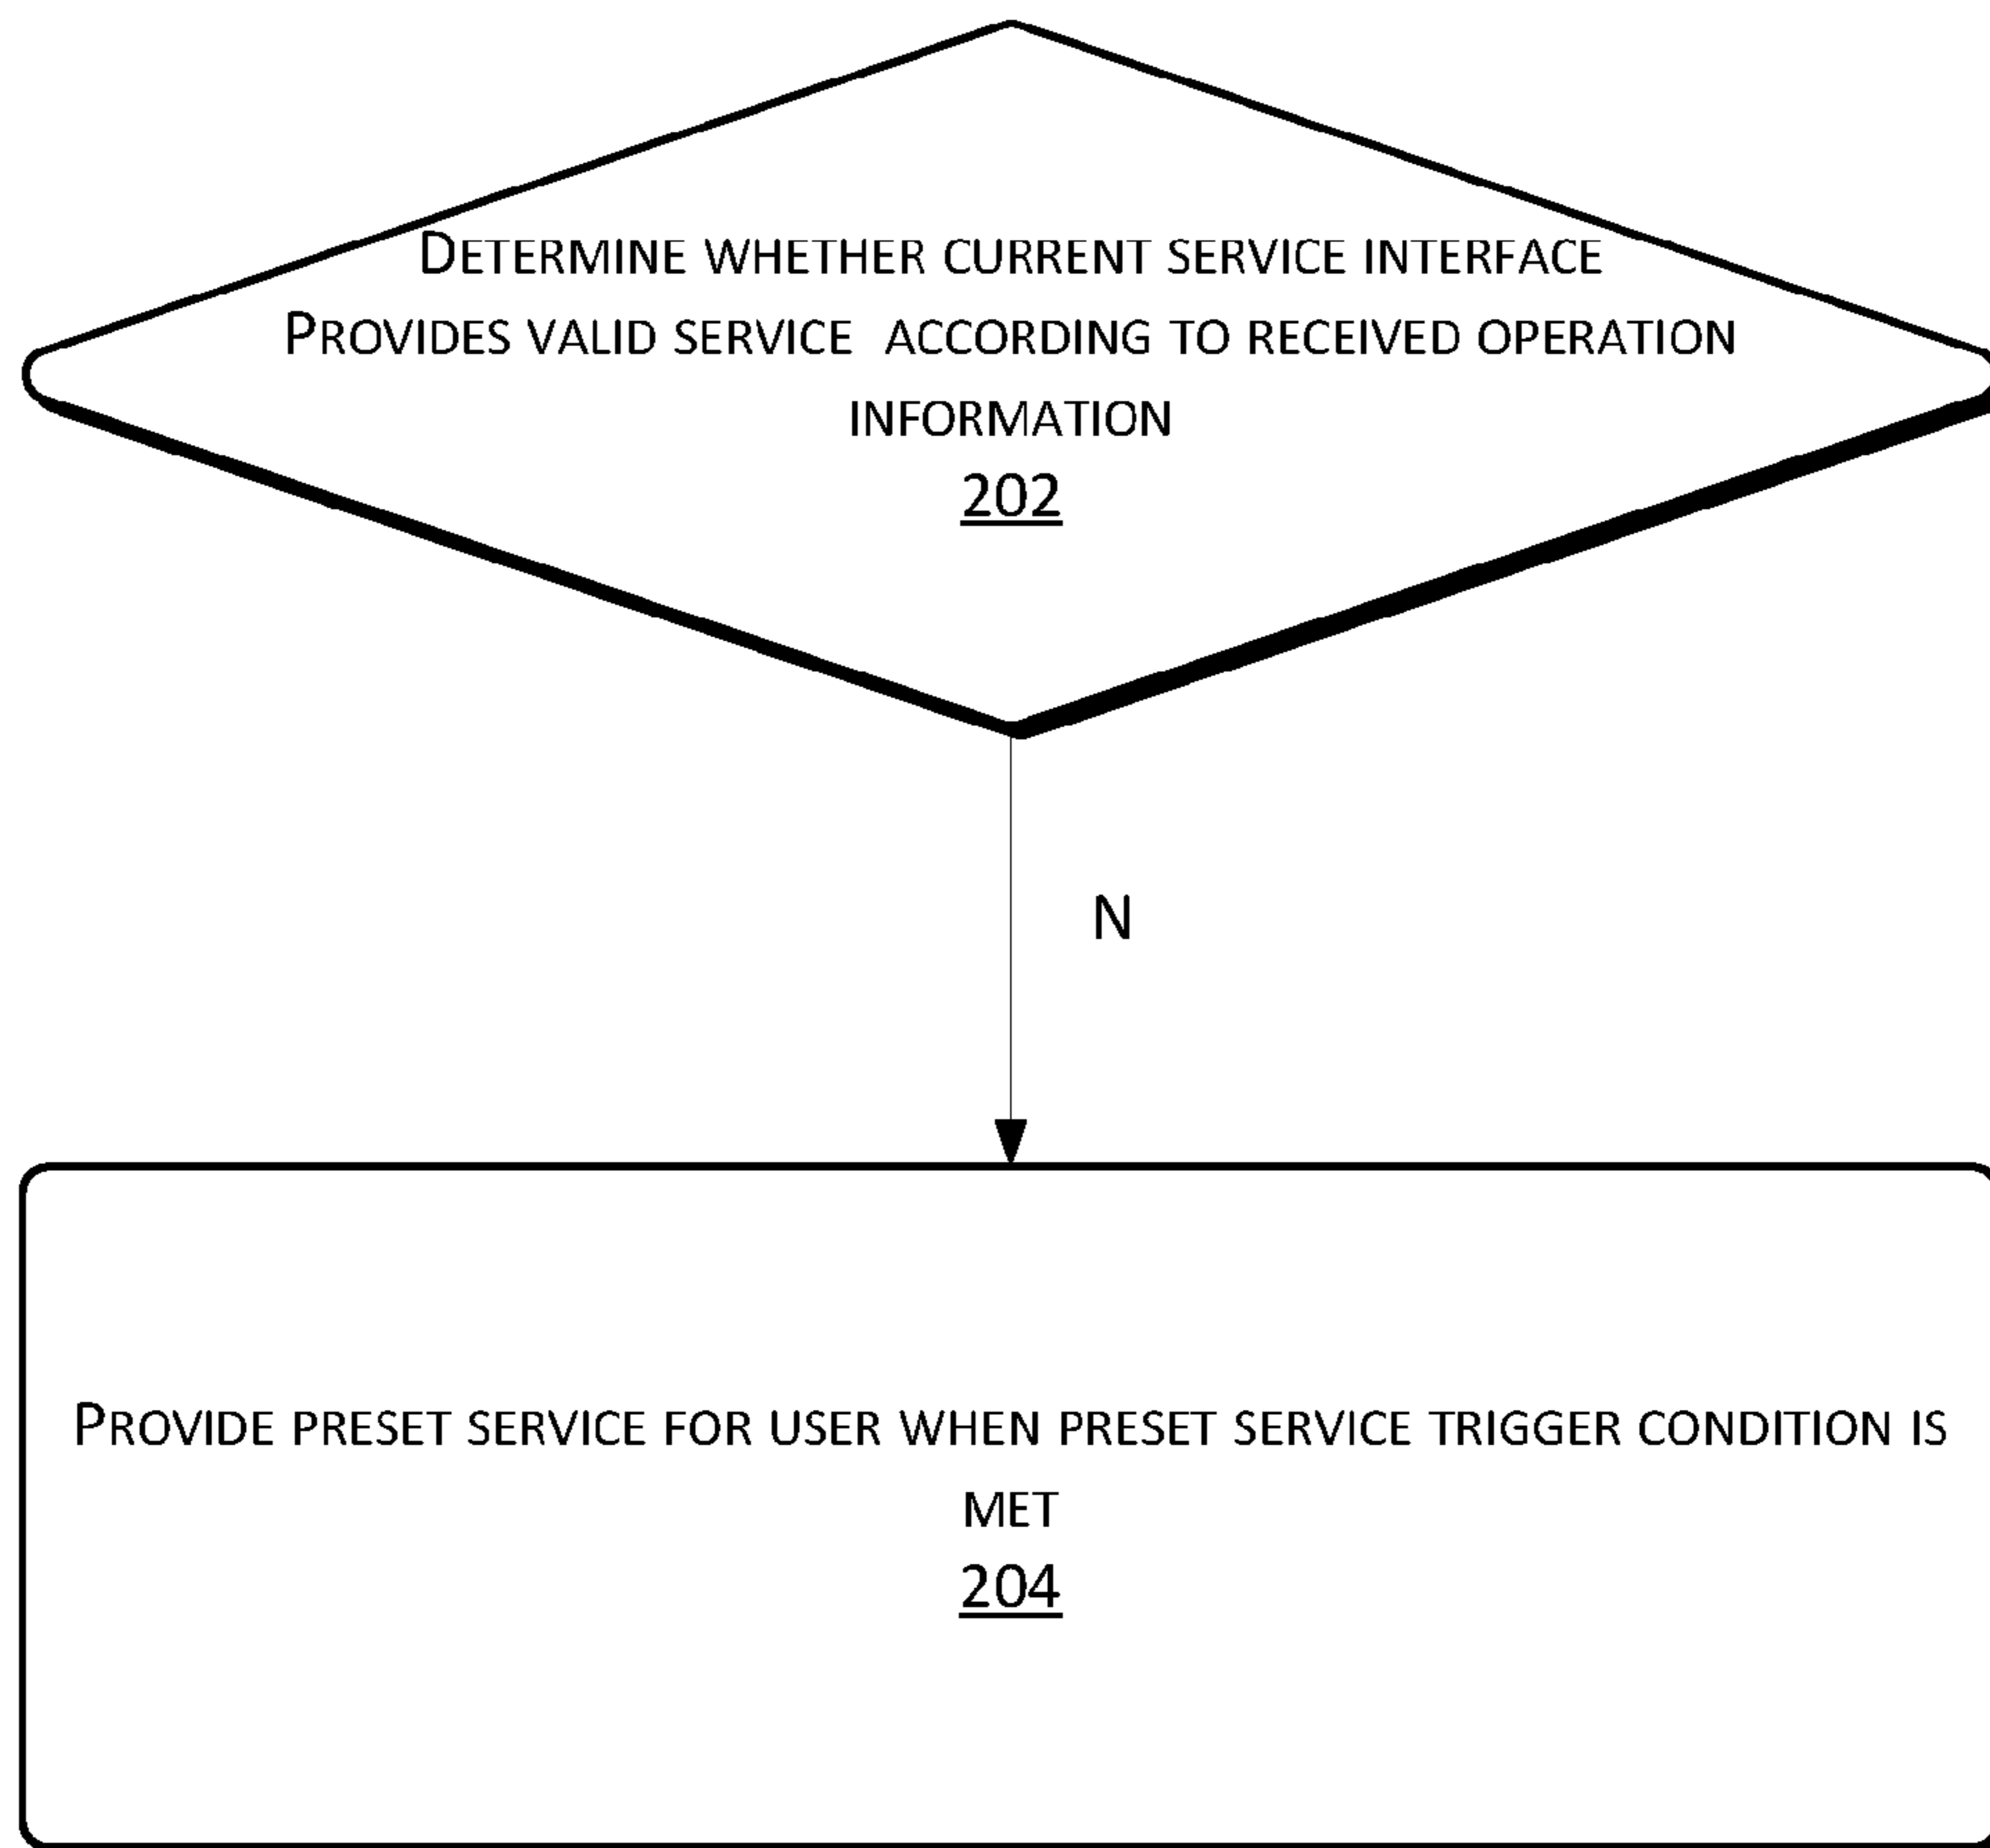 DETERMINE WHETHER CURRENT SERVICE INTERFACE
PROVIDES VALID SERVICE ACCORDING TO RECEIVED OPERATION
INFORMATION
202
N
PROVIDE PRESET SERVICE FOR USER WHEN PRESET SERVICE TRIGGER CONDITION IS
MET
204